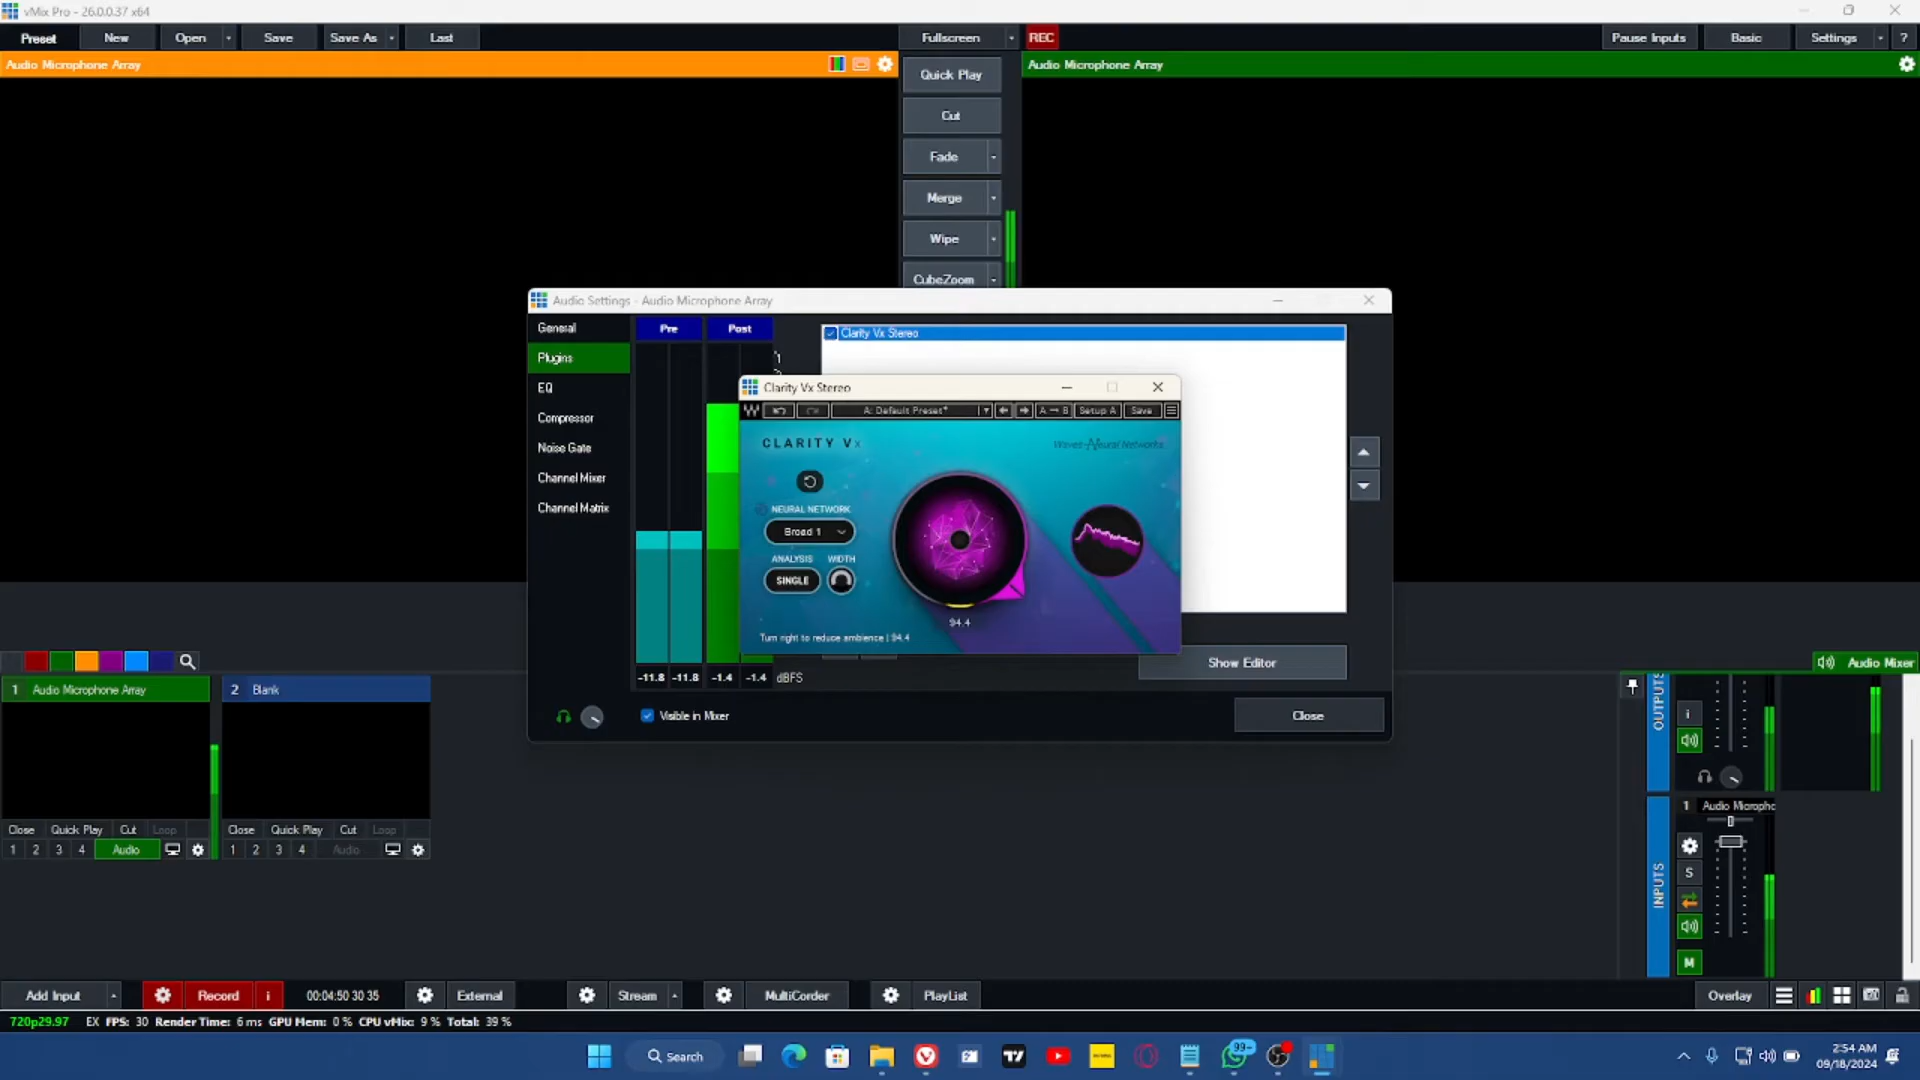 vMix Pro - 26.0.0.37 x64
Preset New Open Save Save As Last Fullscreen REC Pause Inputs Basic Settings ?
Audio Microphone Array
Audio Microphone Array
Quick Play
Cut
Fade
Merge
Wipe
CubeZoom
Audio Settings - Audio Microphone Array
General
Plugins
EQ
Compressor
Noise Gate
Channel Mixer
Channel Matrix
Pre Post
Clarity Vx Stereo
Clarity Vx Stereo
A: Default Preset* A → B Setup A Save
CLARITY Vx
Waves Neural Networks
NEURAL NETWORK
Broad 1
ANALYSIS WIDTH
SINGLE
94.4
Turn right to reduce ambience | 94.4
-11.8 -11.8 -1.4 -1.4 dBFS
Show Editor
Visible in Mixer
Close
Audio Mixer
1 Audio Microphone Array
2 Blank
Close Quick Play Cut Loop
Close Quick Play Cut Loop
1 2 3 4 Audio
1 2 3 4 Audio
OUTPUTS
i
INPUTS
1 Audio Micropho
S
M
Add Input Record i 00:04:50 30 35 External Stream MultiCorder PlayList Overlay
720p29.97 EX FPS: 30 Render Time: 6 ms GPU Mem: 0 % CPU vMix: 9 % Total: 39 %
Search
99+
2:54 AM
09/18/2024